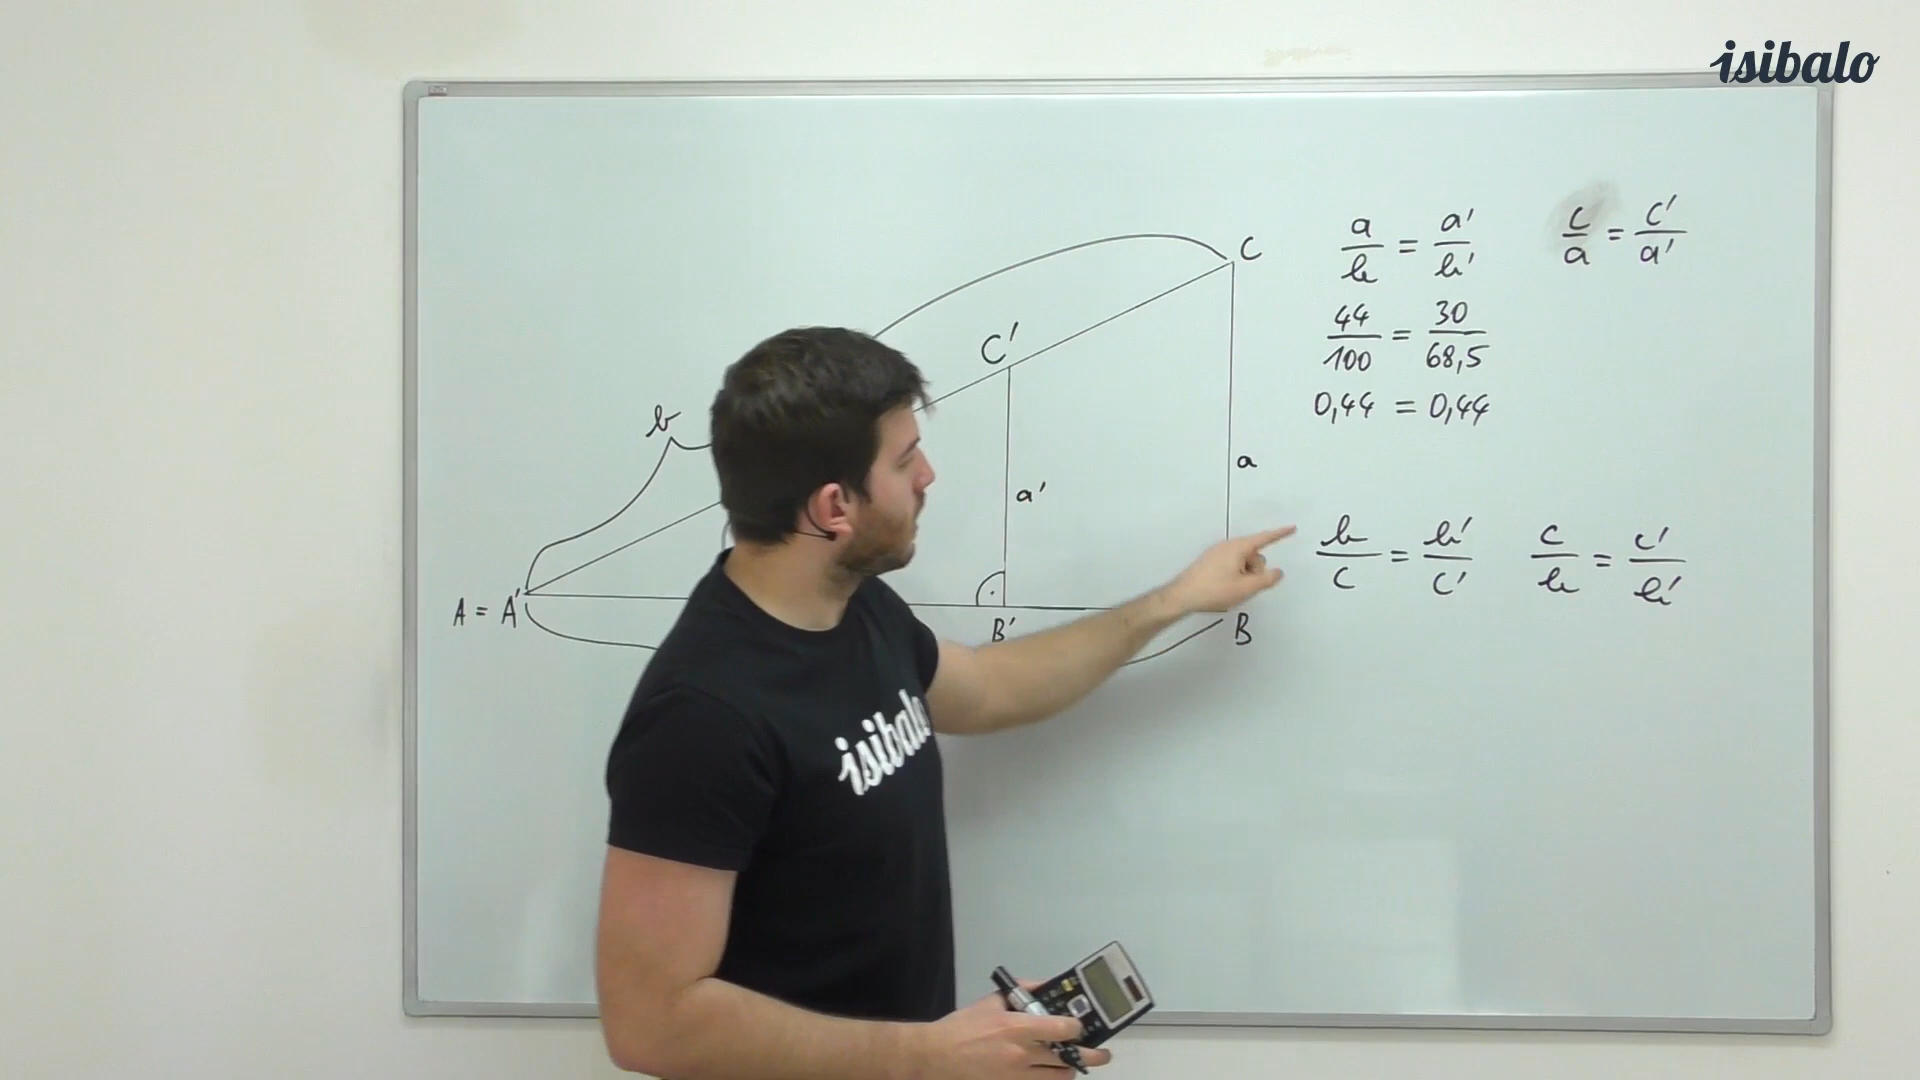 isibalo
a/b = a'/b'
c/a = c'/a'
44/100 = 30/68,5
0,44 = 0,44
C
C'
b
a
a'
b/c = b'/c'
c/b = c'/b'
A = A'
B'
B
isibalo